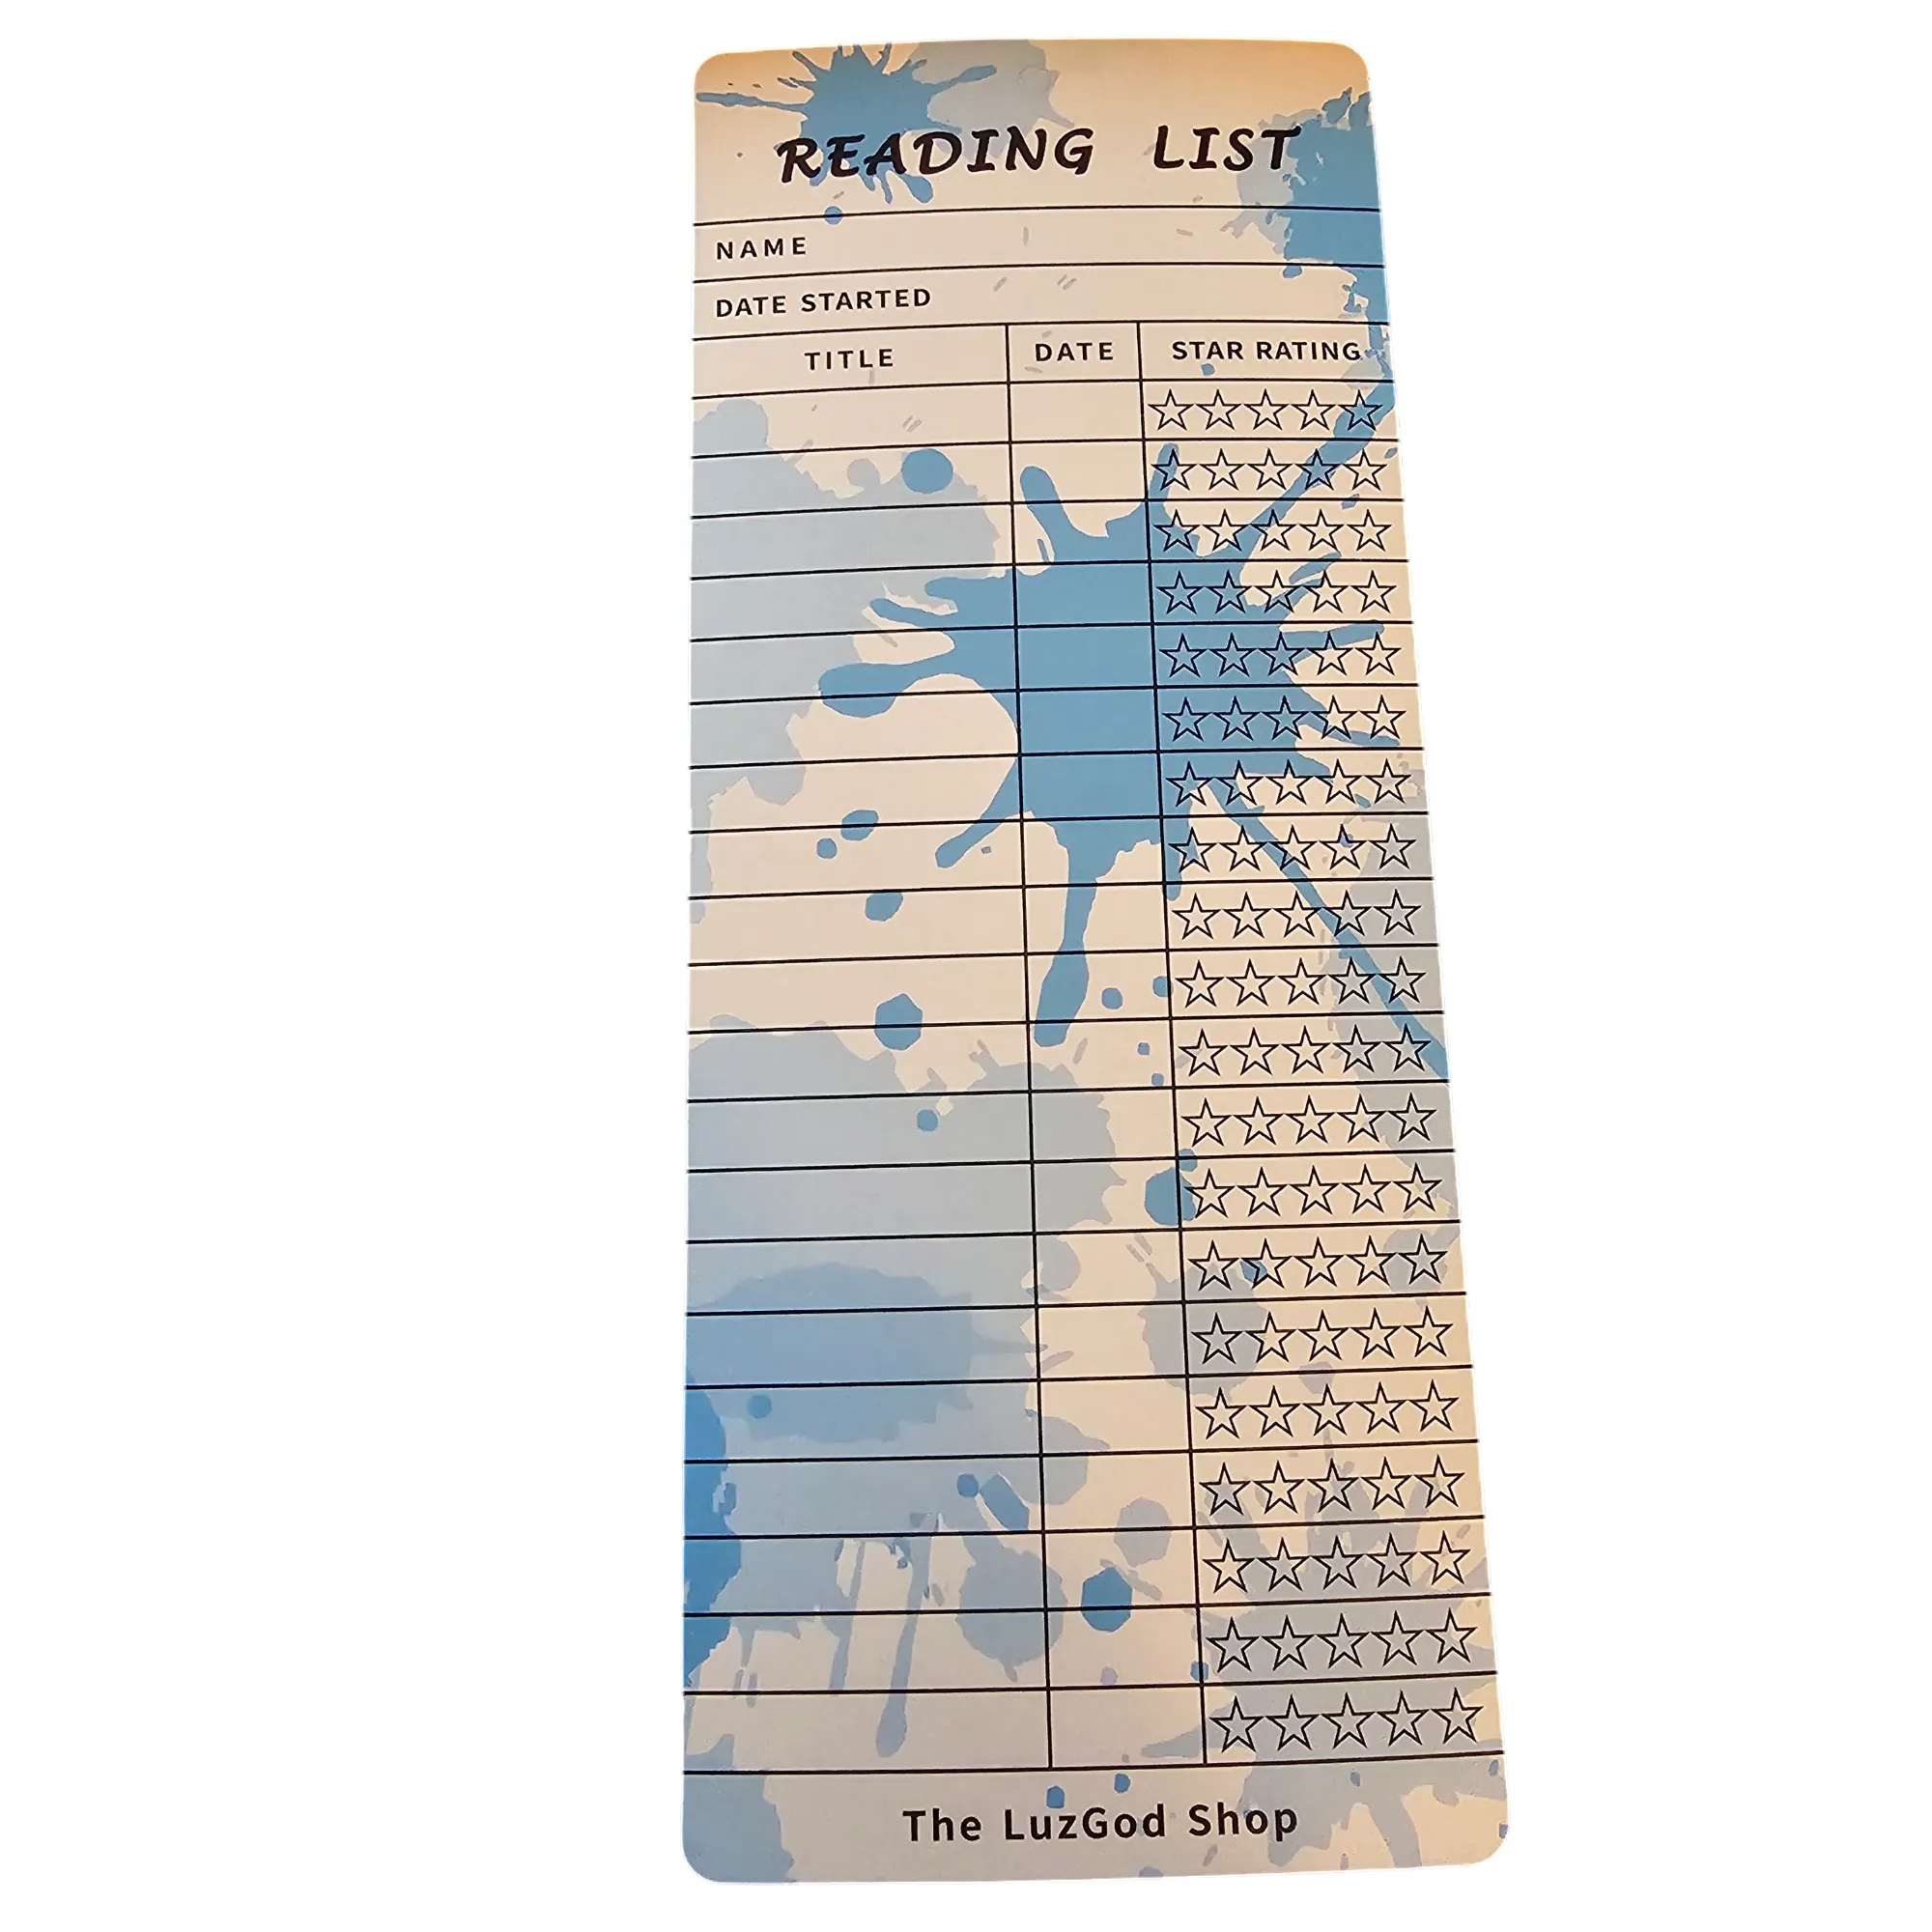 READING LIST
NAME
DATE STARTED
TITLE DATE STAR RATING
The LuzGod Shop